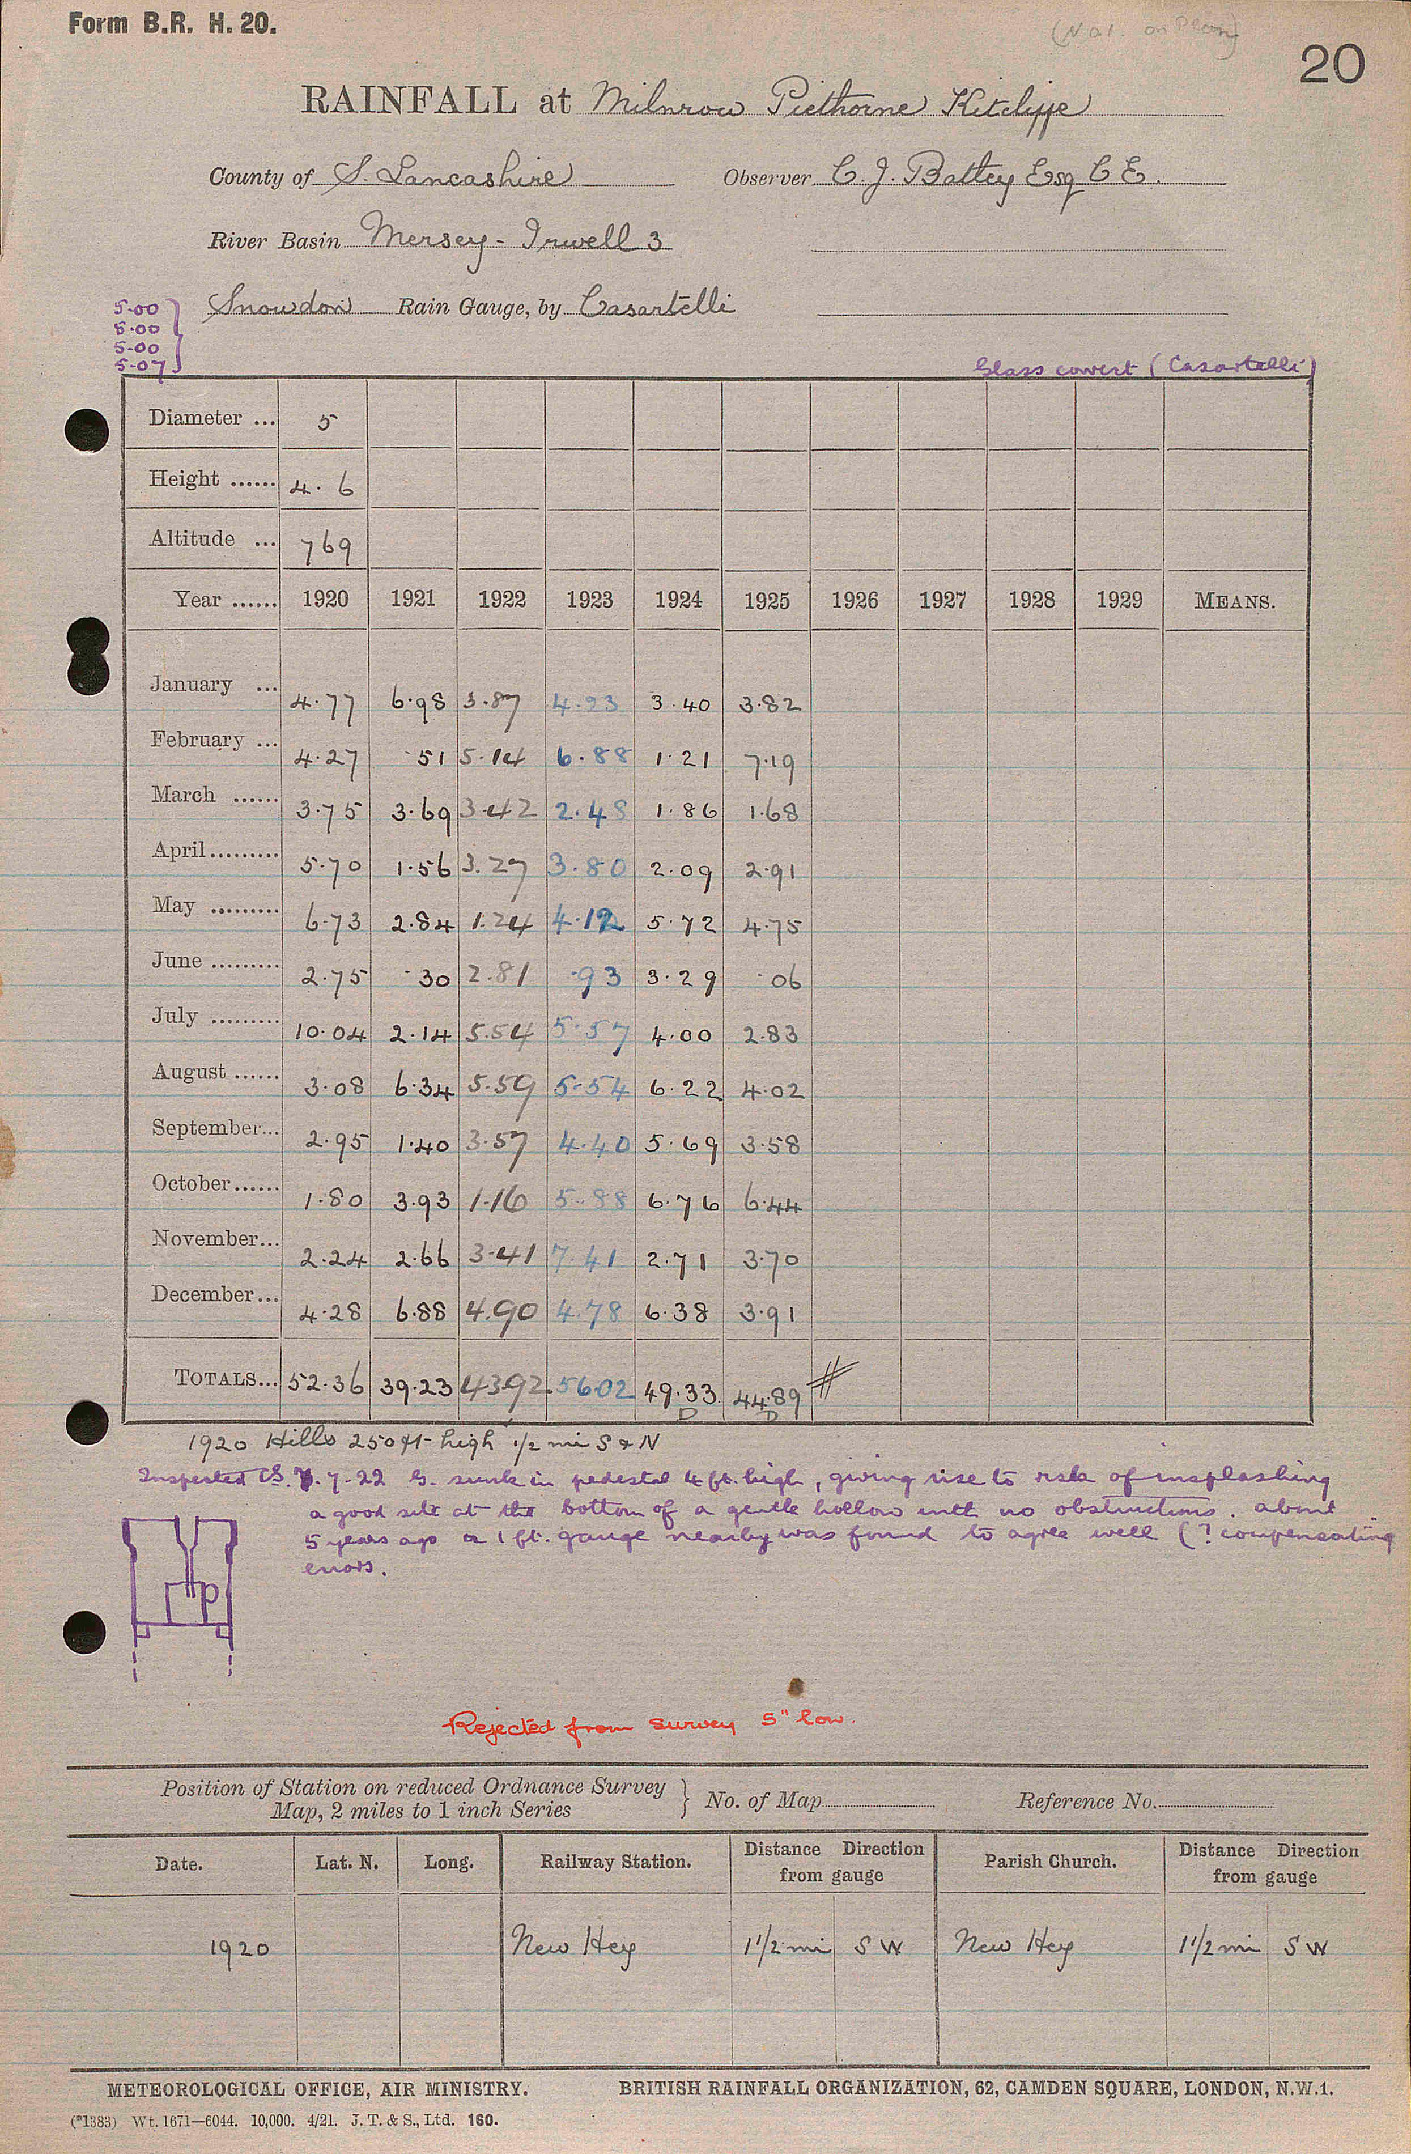 Form B.R. H. 20.
(Not on Plan)
20
RAINFALL at Milnrow Piethorne Kitcliffe
County of S. Lancashire Observer C. J. Battey Esq C E.
River Basin Mersey - Irwell 3
Snowdon Rain Gauge, by Casartelli
5.00
5.00
5.00
5.07
Glass correct (Casartelli)
Diameter ... 5
Height ...... 4. 6
Altitude ... 769
Year ...... 1920 1921 1922 1923 1924 1925 1926 1927 1928 1929 MEANS.
January ... 4.77 6.98 3.87 4.23 3.40 3.82
February ... 4.27 .51 5.14 6.88 1.21 7.19
March ...... 3.75 3.69 3.42 2.48 1.86 1.68
April ......... 5.70 1.56 3.27 3.80 2.09 2.91
May ......... 6.73 2.84 1.24 4.12 5.72 4.75
June ......... 2.75 .30 2.81 .93 3.29 .06
July ......... 10.04 2.14 5.54 5.57 4.00 2.83
August ...... 3.08 6.34 5.59 5.54 6.22 4.02
September... 2.95 1.40 3.57 4.40 5.69 3.58
October...... 1.80 3.93 1.16 5.88 6.76 6.44
November... 2.24 2.66 3.41 7.41 2.71 3.70
December... 4.28 6.88 4.90 4.78 6.38 3.91
TOTALS... 52.36 39.23 43.92 56.02 49.33 44.89 #
D D
1920 Hills 250 ft high 1/2 mi S & N
Inspected 7-22 G. sunk in pedestal 4 ft. high, giving rise to risk of insplashing
a good site at the bottom of a gentle hollow with no obstructions. about
5 years ago a 1 ft. gauge nearby was found to agree well (? compensating
errors.
Rejected from survey 5" low.
Position of Station on reduced Ordnance Survey
Map, 2 miles to 1 inch Series } No. of Map Reference No.
Date. Lat. N. Long. Railway Station. Distance Direction from gauge Parish Church. Distance Direction from gauge
1920 New Hey 1 1/2 mi S W New Hey 1 1/2 mi S W
METEOROLOGICAL OFFICE, AIR MINISTRY. BRITISH RAINFALL ORGANIZATION, 62, CAMDEN SQUARE, LONDON, N.W.1.
(*1383) Wt. 1671—6044. 10,000. 4/21. J. T. & S., Ltd. 160.